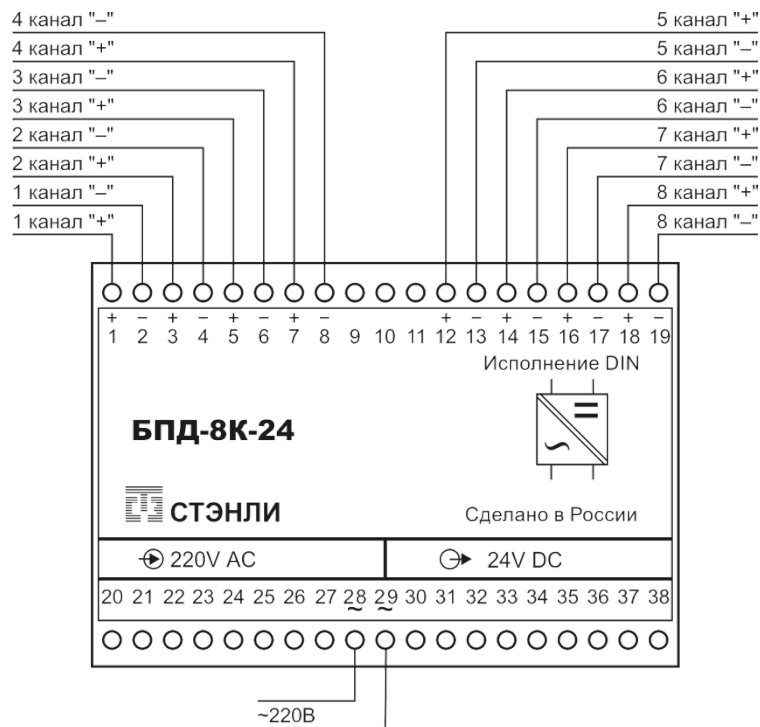 4 канал "–"
4 канал "+"
3 канал "–"
3 канал "+"
2 канал "–"
2 канал "+"
1 канал "–"
1 канал "+"
5 канал "+"
5 канал "–"
6 канал "+"
6 канал "–"
7 канал "+"
7 канал "–"
8 канал "+"
8 канал "–"
+ – + – + – + – + – + – + – + –
1 2 3 4 5 6 7 8 9 10 11 12 13 14 15 16 17 18 19
Исполнение DIN
БПД-8К-24
СТЭНЛИ
Сделано в России
220V AC
24V DC
20 21 22 23 24 25 26 27 28 29 30 31 32 33 34 35 36 37 38
~ ~
~220В